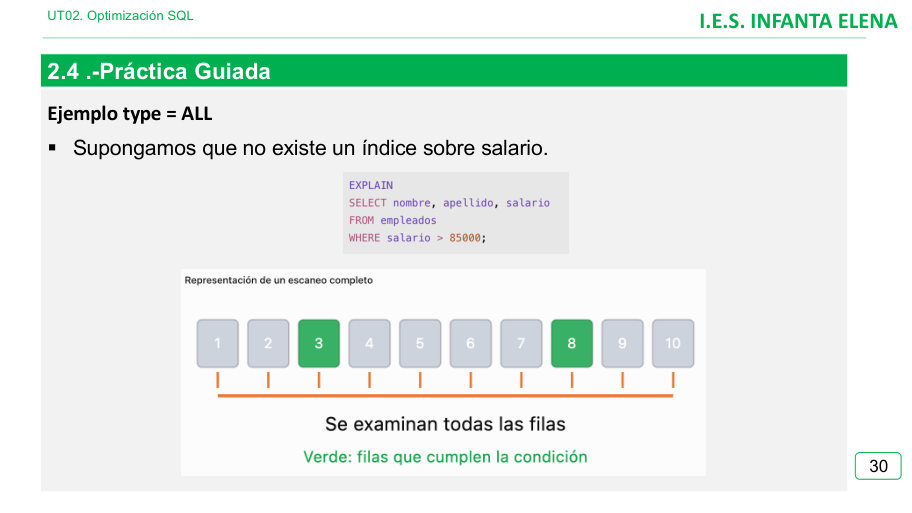 UT02. Optimización SQL
I.E.S. INFANTA ELENA
2.4 .-Práctica Guiada
Ejemplo type = ALL
▪ Supongamos que no existe un índice sobre salario.
EXPLAIN
SELECT nombre, apellido, salario
FROM empleados
WHERE salario > 85000;
Representación de un escaneo completo
1 2 3 4 5 6 7 8 9 10
Se examinan todas las filas
Verde: filas que cumplen la condición
30